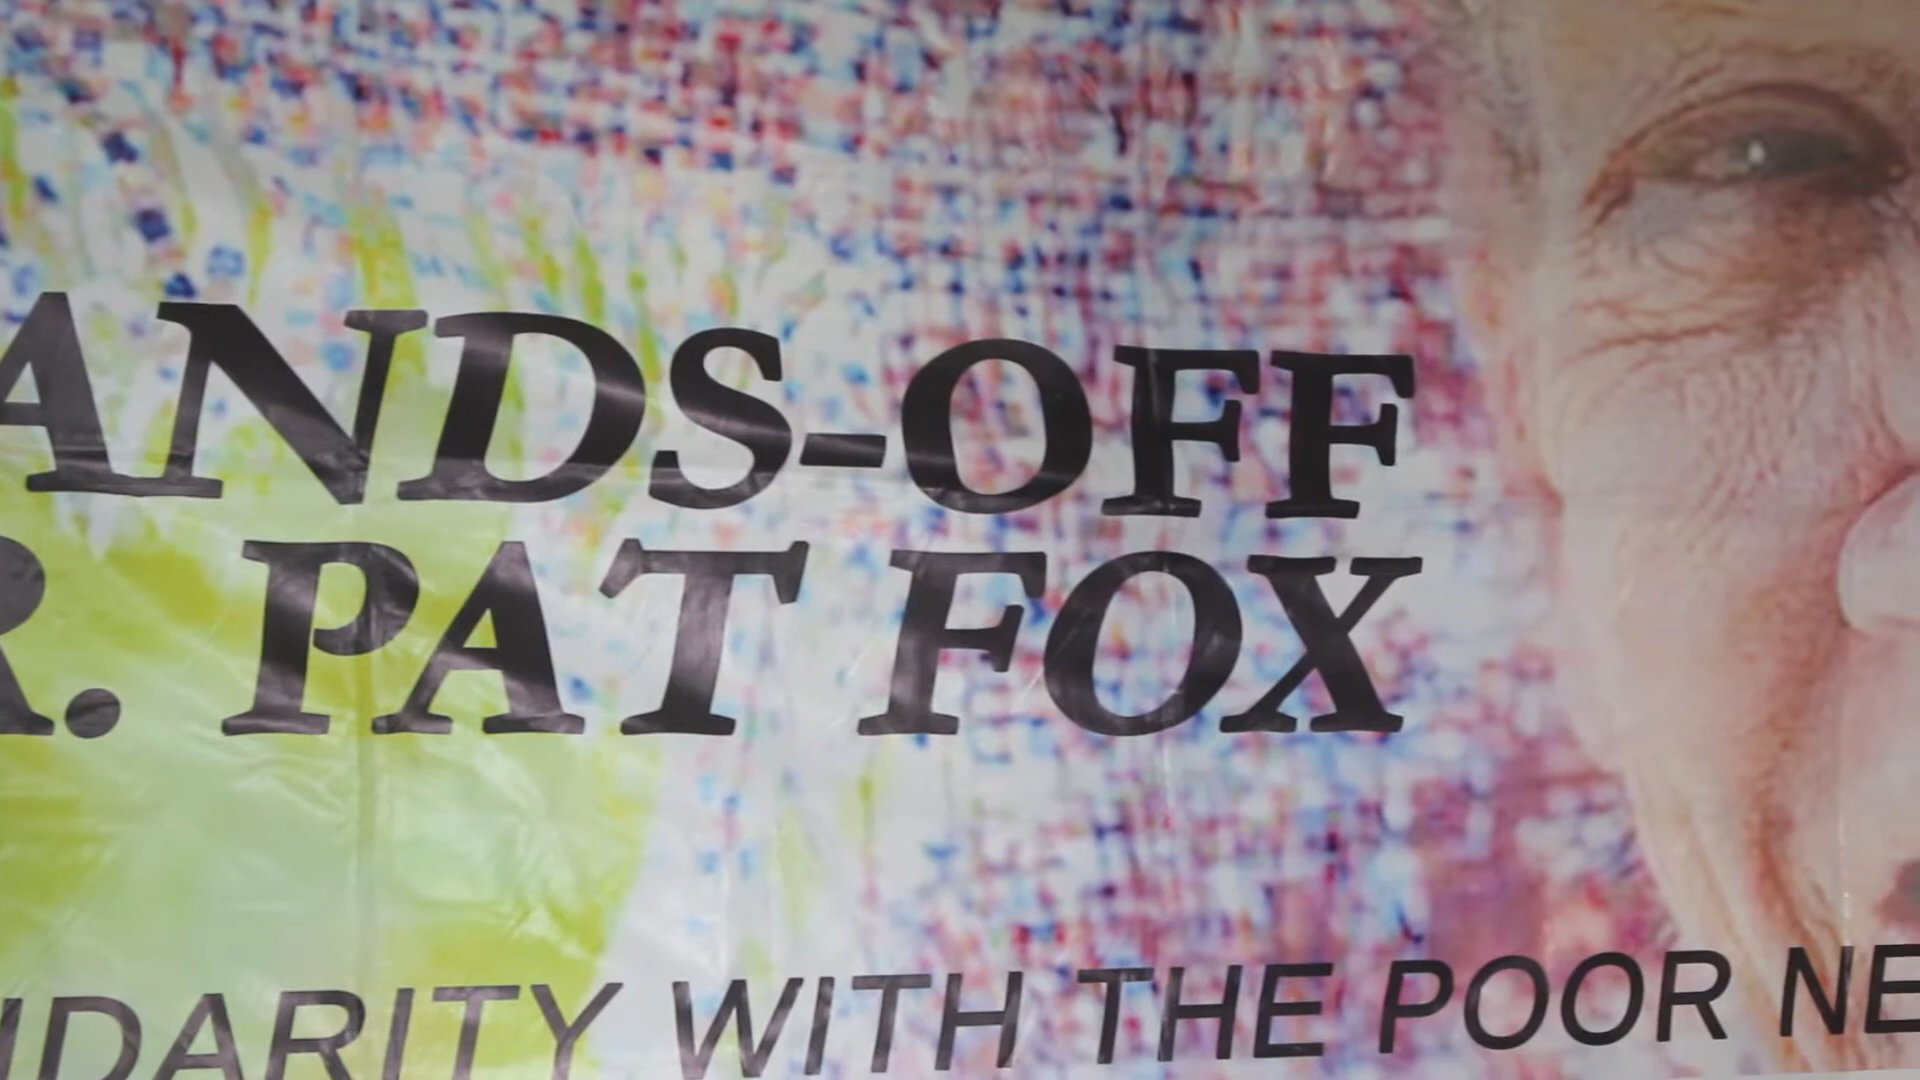 ANDS-OFF
R. PAT FOX
IDARITY WITH THE POOR NE